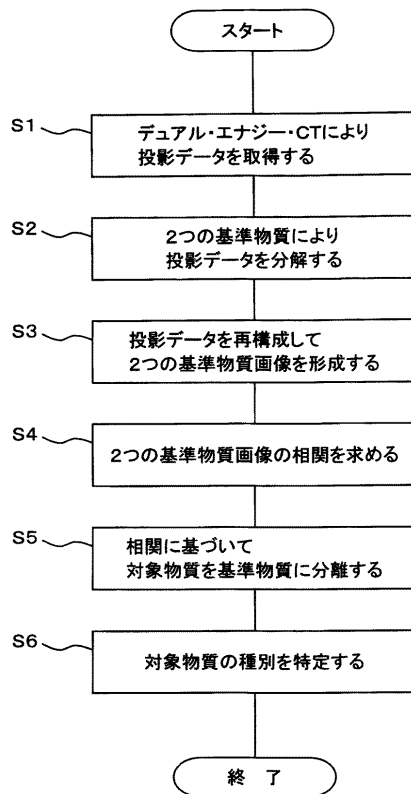 スタート
S1
デュアル・エナジー・CTにより
投影データを取得する
S2
2つの基準物質により
投影データを分解する
S3
投影データを再構成して
2つの基準物質画像を形成する
S4
2つの基準物質画像の相関を求める
S5
相関に基づいて
対象物質を基準物質に分離する
S6
対象物質の種別を特定する
終 了